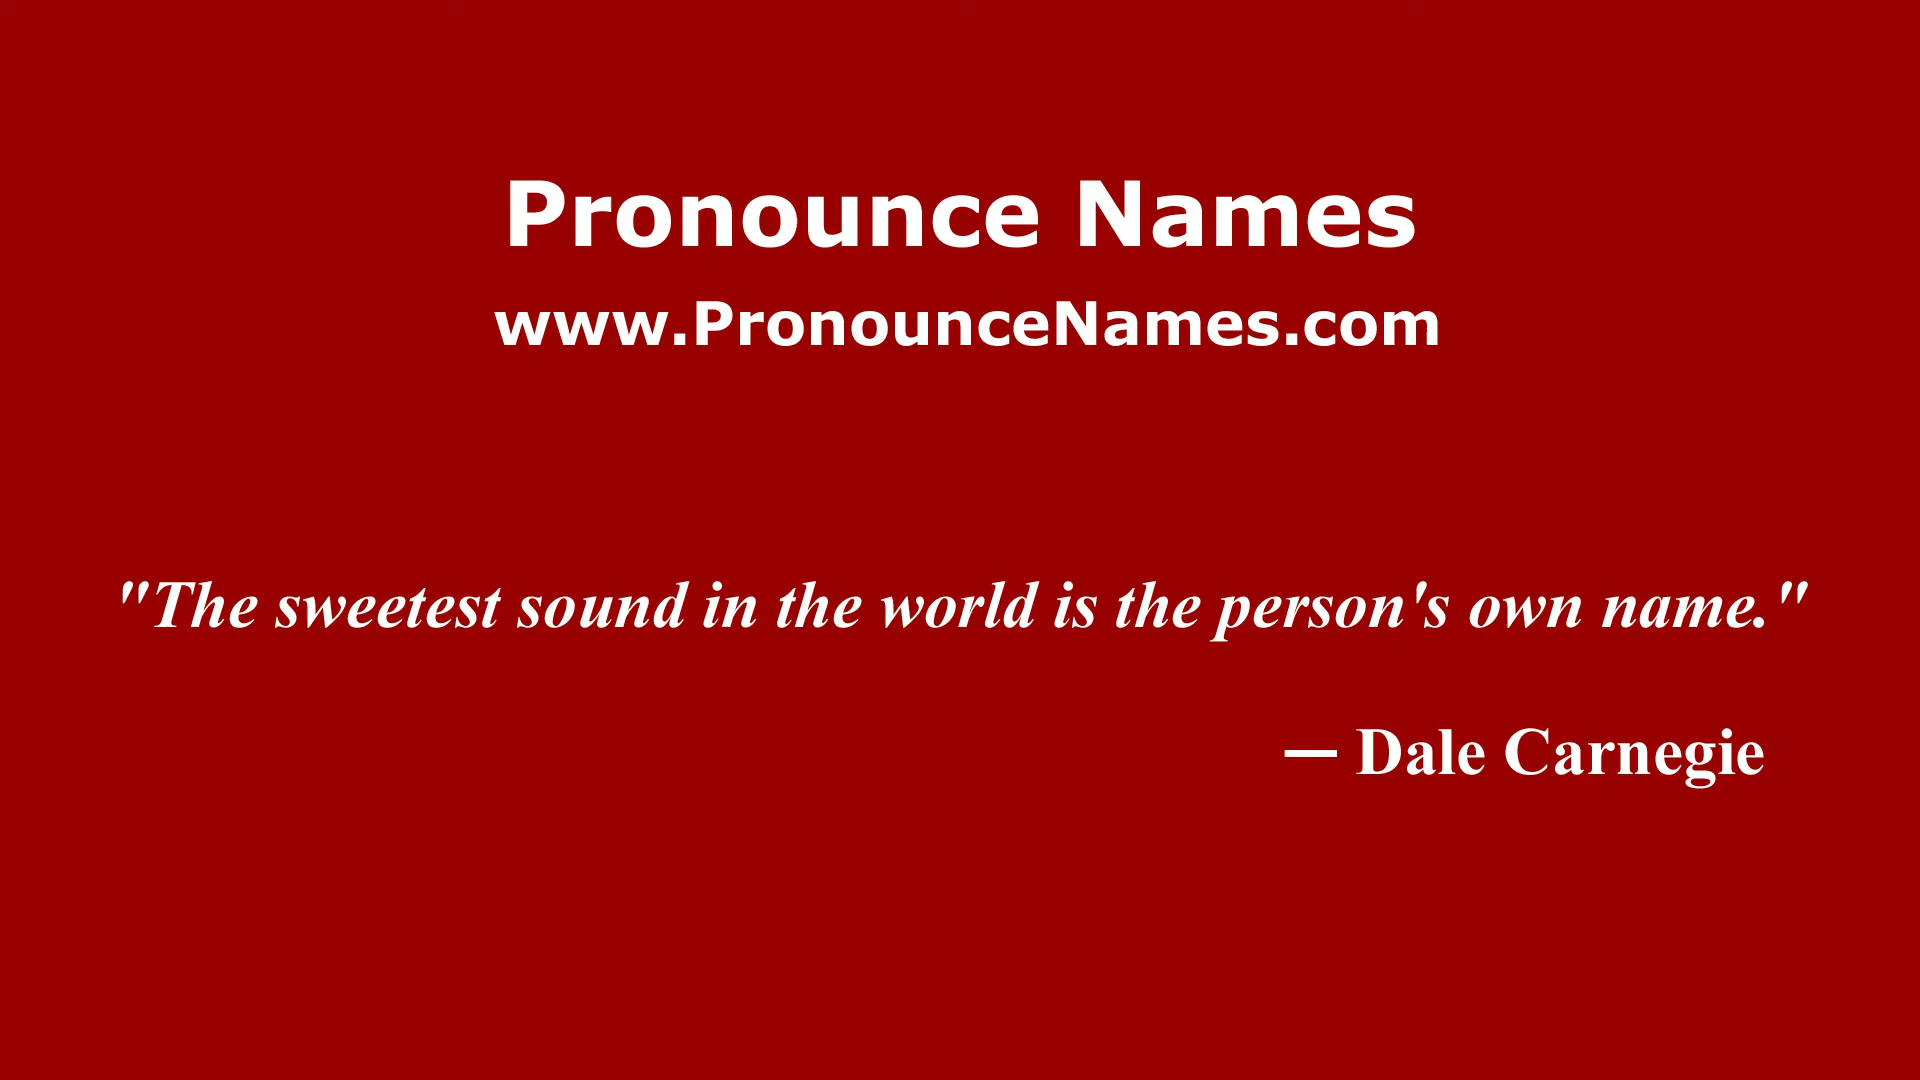 Pronounce Names
www.PronounceNames.com
"The sweetest sound in the world is the person's own name."
— Dale Carnegie